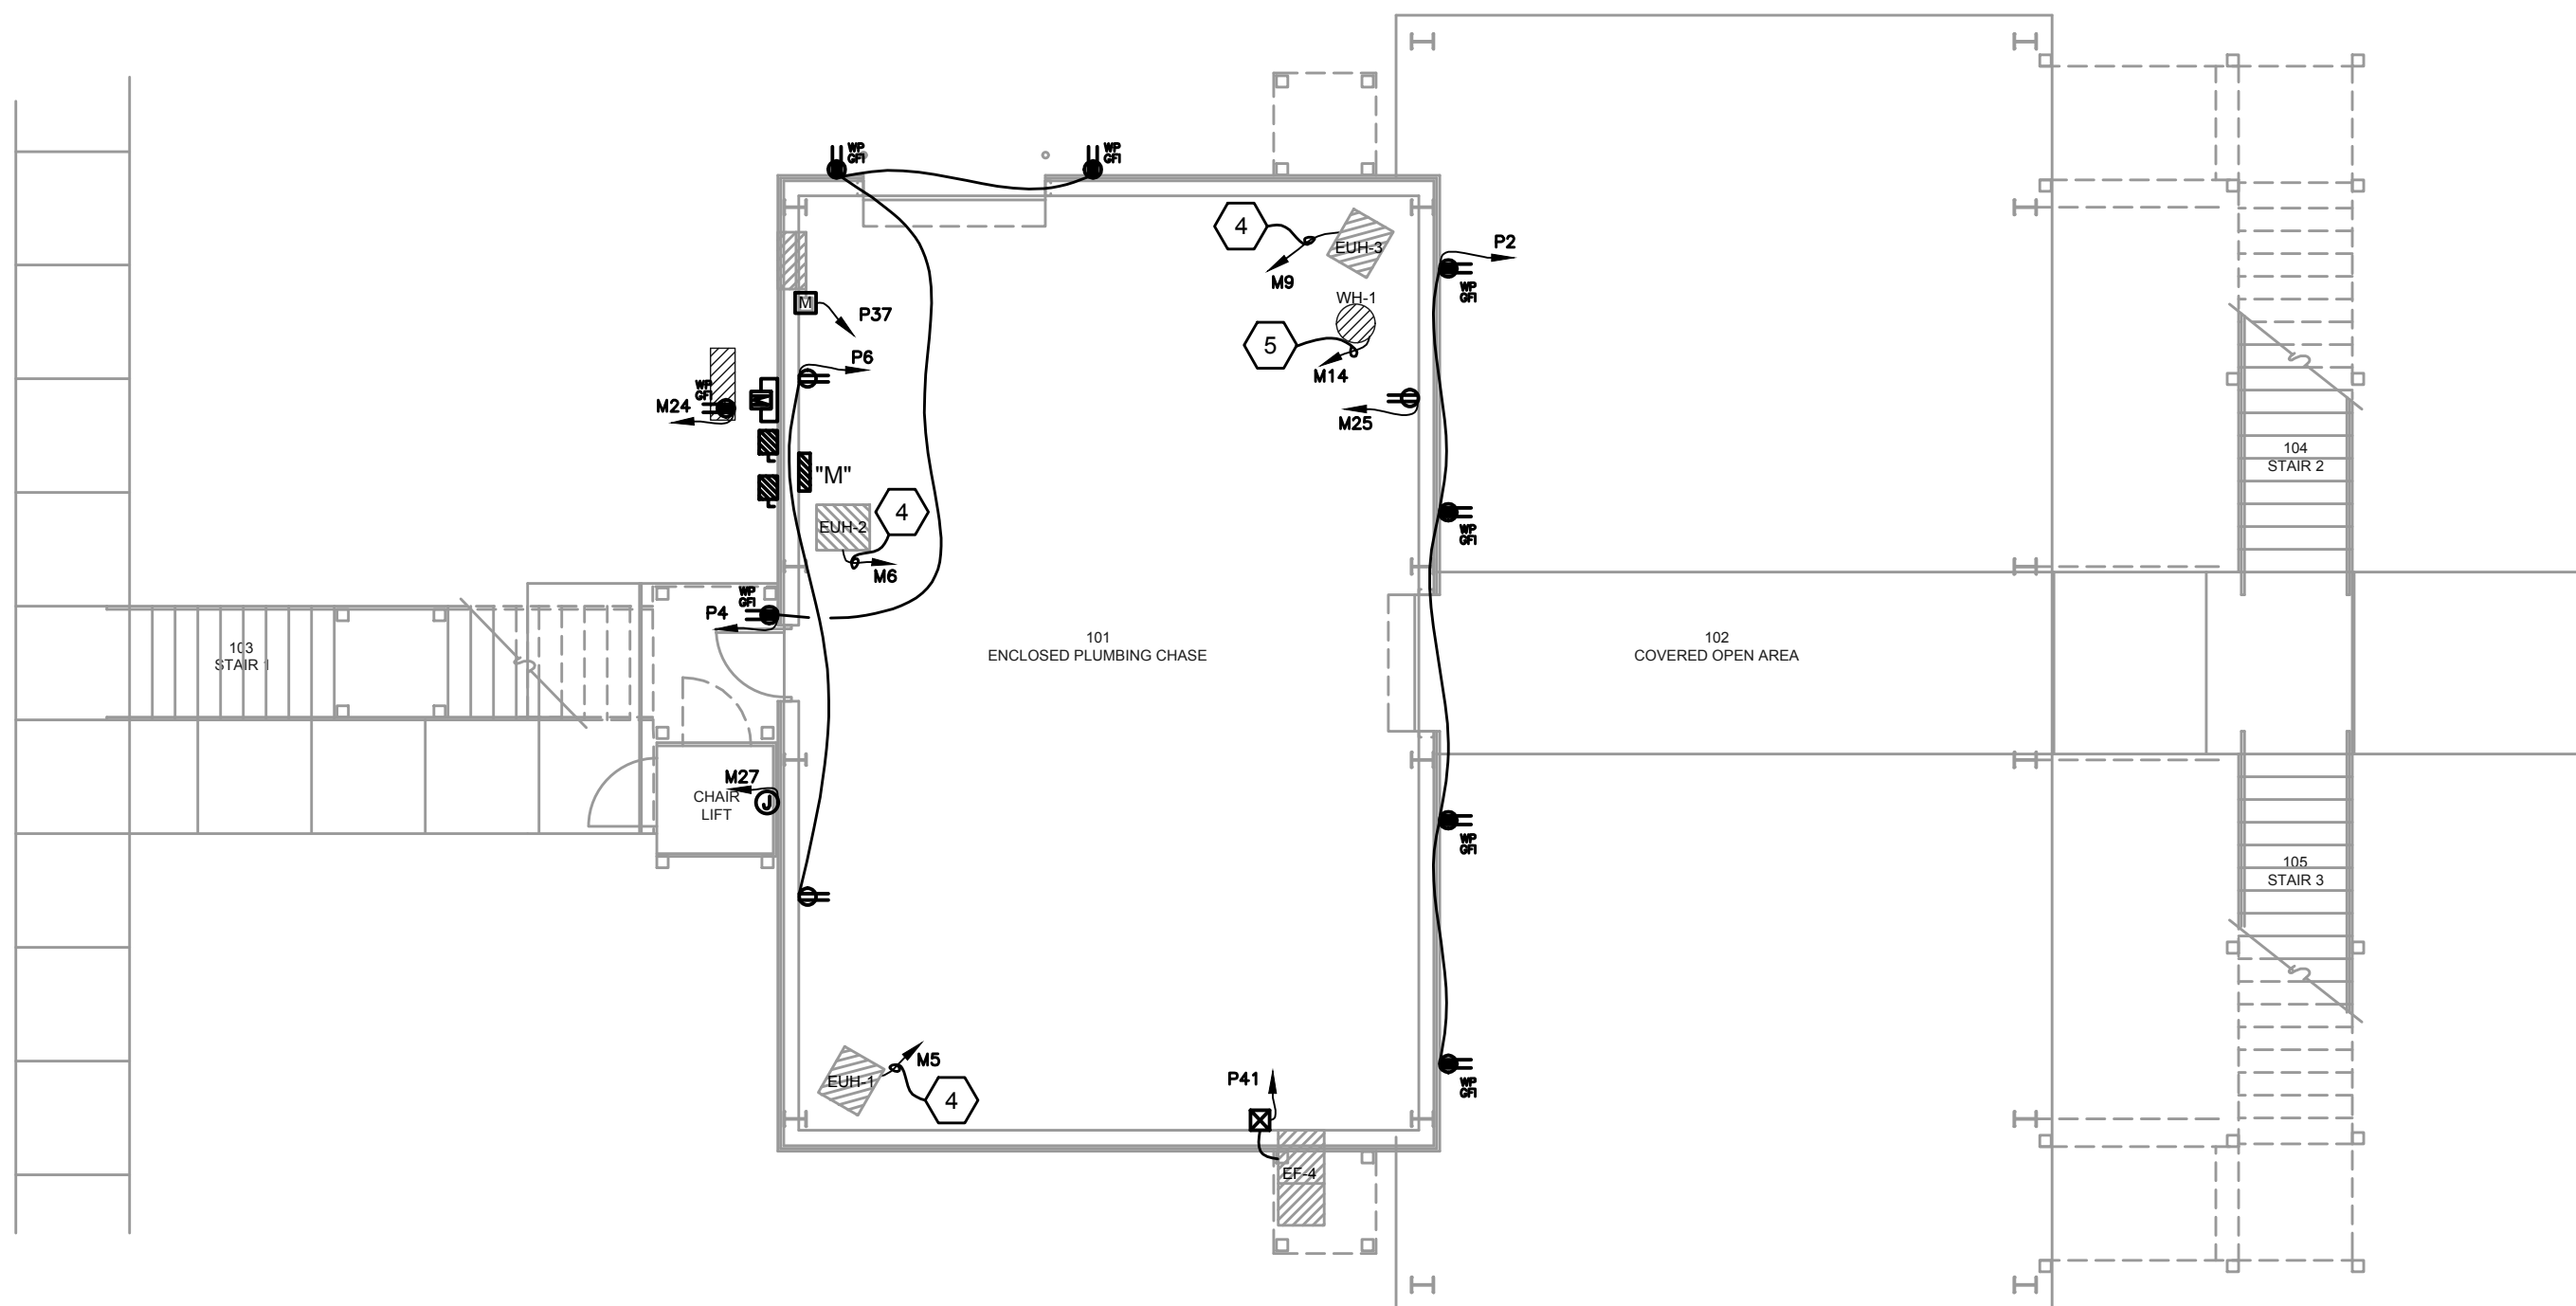 WP
GFI
WP
GFI
4
EUH-3
M9
P2
WP
GFI
WH-1
M
P37
5
M14
P6
WP
GFI
M24
M
M25
"M"
4
EUH-2
M6
WP
GFI
104
STAIR 2
WP
GFI
P4
103
STAIR 1
101
ENCLOSED PLUMBING CHASE
102
COVERED OPEN AREA
M27
J
CHAIR
LIFT
WP
GFI
105
STAIR 3
M5
EUH-1
4
P41
WP
GFI
EF-4